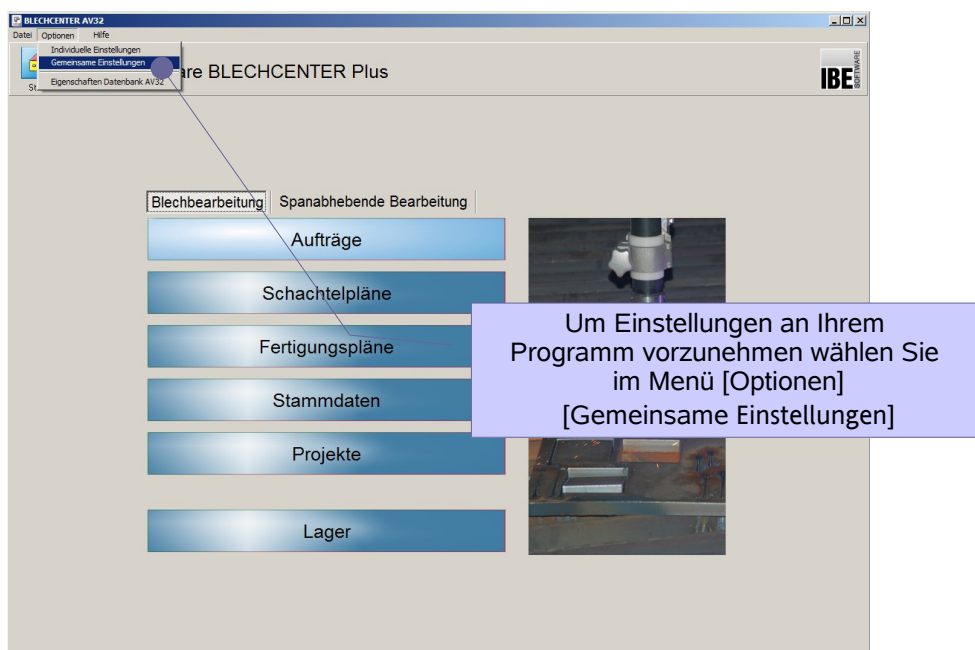 BLECHCENTER AV32
Datei Optionen Hilfe
Individuelle Einstellungen
Gemeinsame Einstellungen
Eigenschaften Datenbank AV32
are BLECHCENTER Plus
IBE SOFTWARE
Blechbearbeitung Spanabhebende Bearbeitung
Aufträge
Schachtelpläne
Fertigungspläne
Stammdaten
Projekte
Lager
Um Einstellungen an Ihrem
Programm vorzunehmen wählen Sie
im Menü [Optionen]
[Gemeinsame Einstellungen]